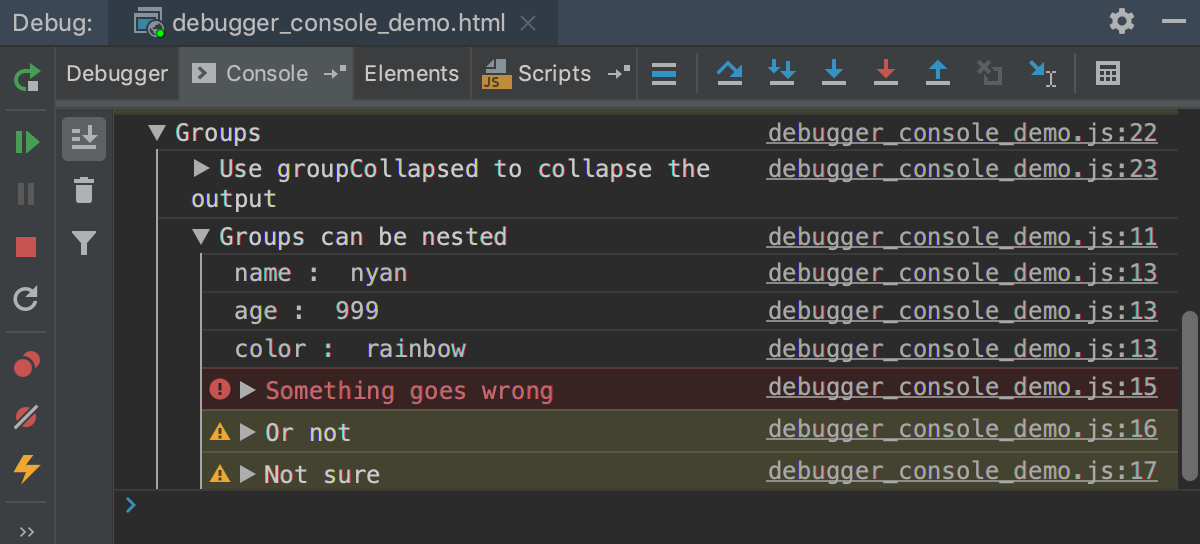 Debug: debugger_console_demo.html
Debugger Console Elements JS Scripts
Groups debugger_console_demo.js:22
Use groupCollapsed to collapse the debugger_console_demo.js:23
output
Groups can be nested debugger_console_demo.js:11
name : nyan debugger_console_demo.js:13
age : 999 debugger_console_demo.js:13
color : rainbow debugger_console_demo.js:13
Something goes wrong debugger_console_demo.js:15
Or not debugger_console_demo.js:16
Not sure debugger_console_demo.js:17